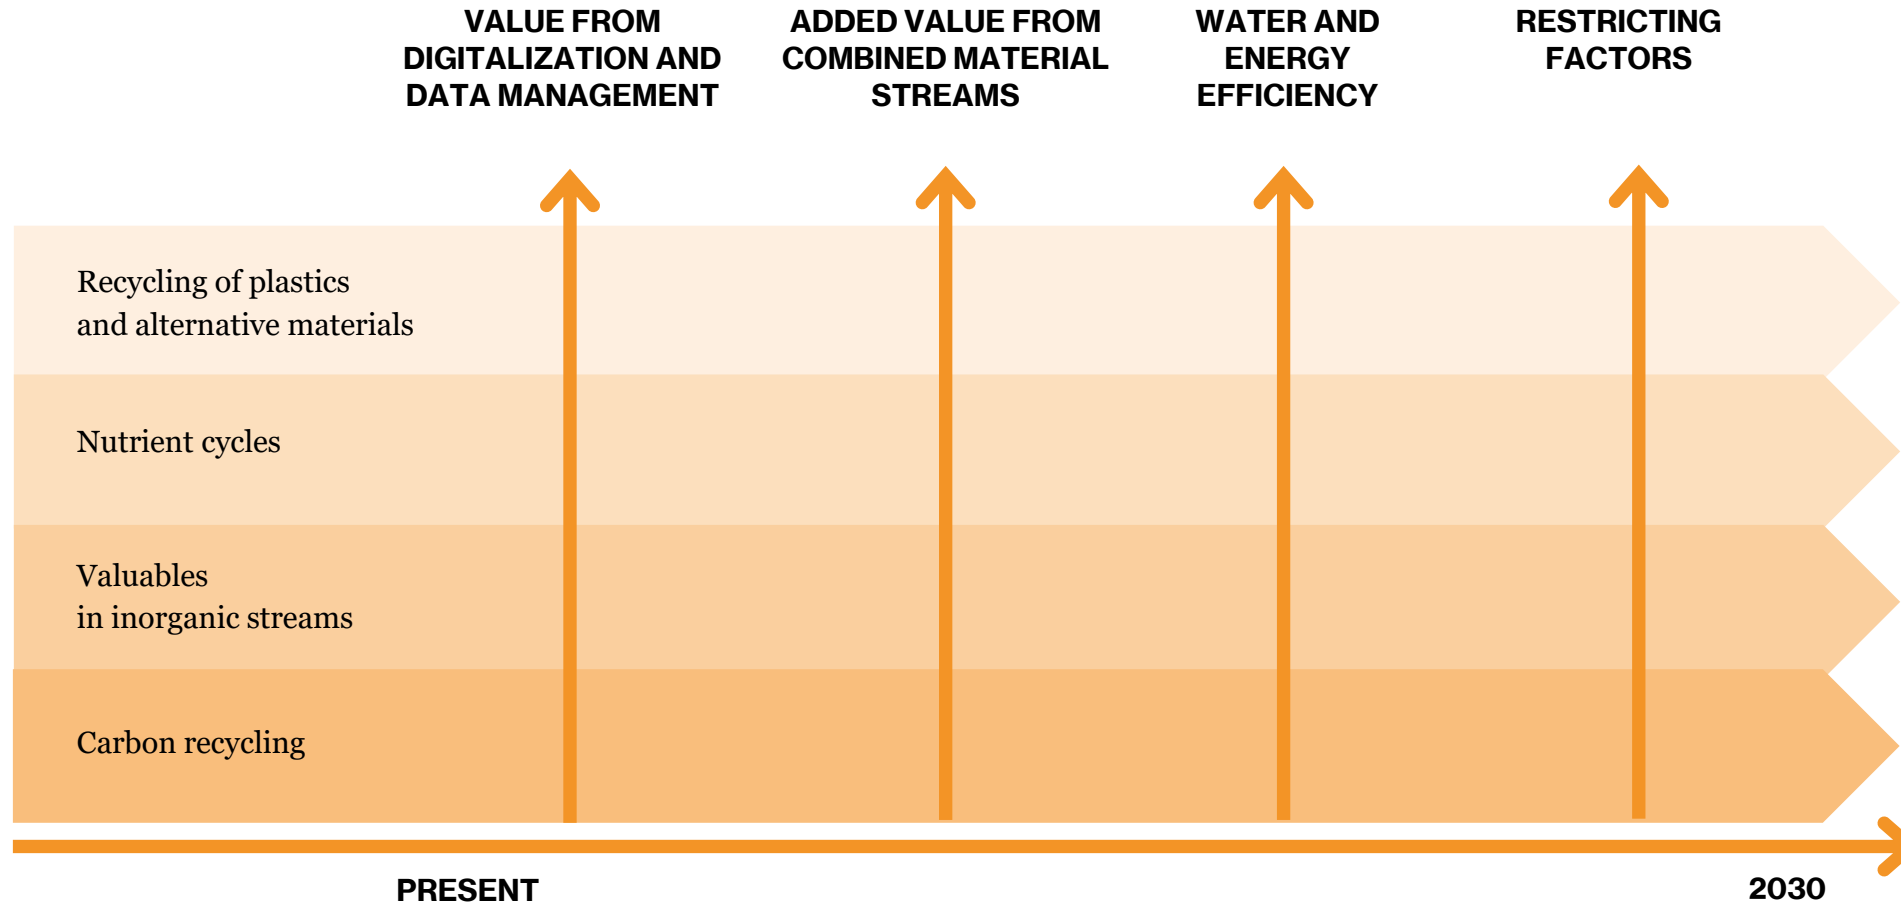 VALUE FROM
DIGITALIZATION AND
DATA MANAGEMENT
ADDED VALUE FROM
COMBINED MATERIAL
STREAMS
WATER AND
ENERGY
EFFICIENCY
RESTRICTING
FACTORS
Recycling of plastics
and alternative materials
Nutrient cycles
Valuables
in inorganic streams
Carbon recycling
PRESENT
2030